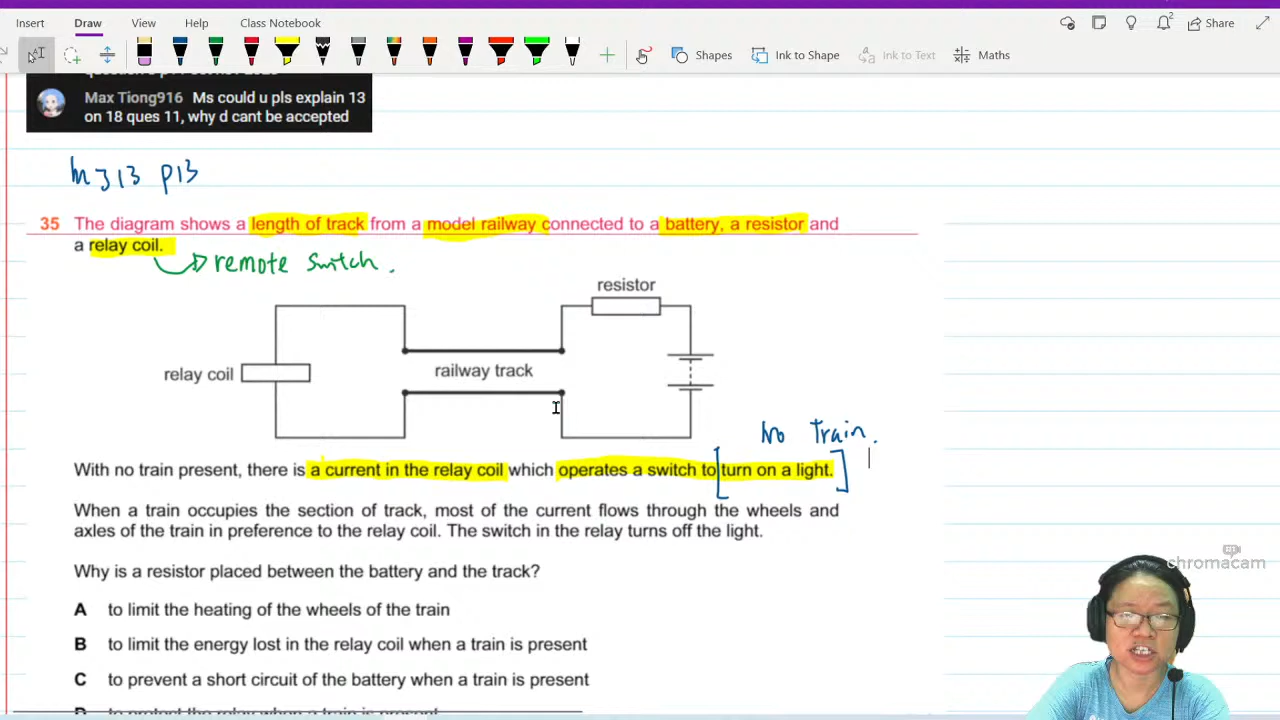 Insert Draw View Help Class Notebook Share
Shapes Ink to Shape Ink to Text Maths
Max Tiong916 Ms could u pls explain 13
on 18 ques 11, why d cant be accepted
mj13 p13
35 The diagram shows a length of track from a model railway connected to a battery, a resistor and
a relay coil.
remote switch.
resistor
relay coil
railway track
No train.
With no train present, there is a current in the relay coil which operates a switch to turn on a light.
When a train occupies the section of track, most of the current flows through the wheels and
axles of the train in preference to the relay coil. The switch in the relay turns off the light.
chromacam
Why is a resistor placed between the battery and the track?
A to limit the heating of the wheels of the train
B to limit the energy lost in the relay coil when a train is present
C to prevent a short circuit of the battery when a train is present
D to protect the relay when a train is present